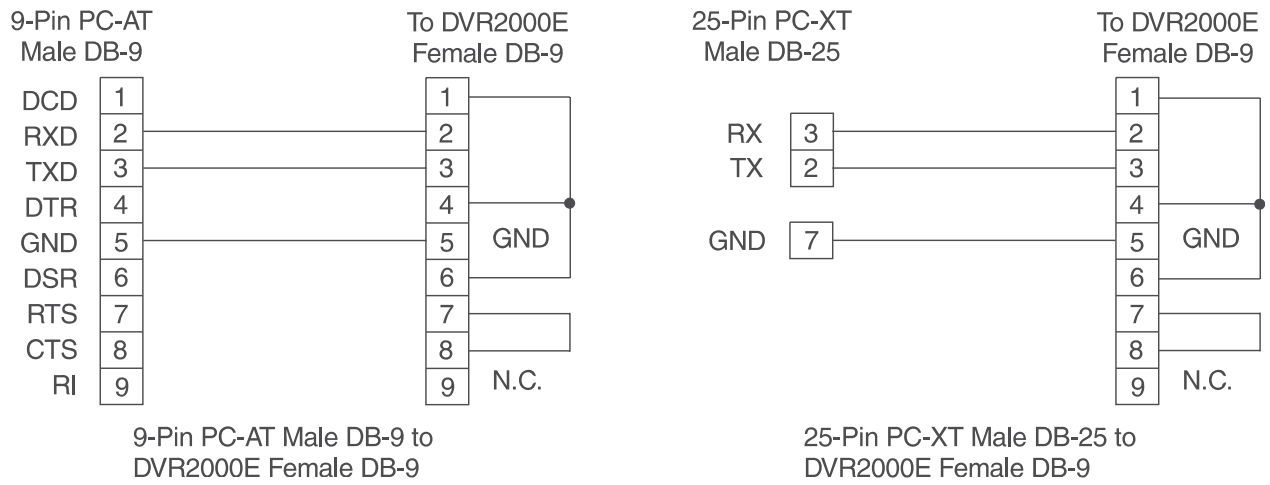 9-Pin PC-AT
Male DB-9
To DVR2000E
Female DB-9
DCD 1 1
RXD 2 2
TXD 3 3
DTR 4 4
GND 5 5 GND
DSR 6 6
RTS 7 7
CTS 8 8
RI 9 9 N.C.
9-Pin PC-AT Male DB-9 to
DVR2000E Female DB-9
25-Pin PC-XT
Male DB-25
To DVR2000E
Female DB-9
1
RX 3 2
TX 2 3
4
GND 7 5 GND
6
7
8
9 N.C.
25-Pin PC-XT Male DB-25 to
DVR2000E Female DB-9